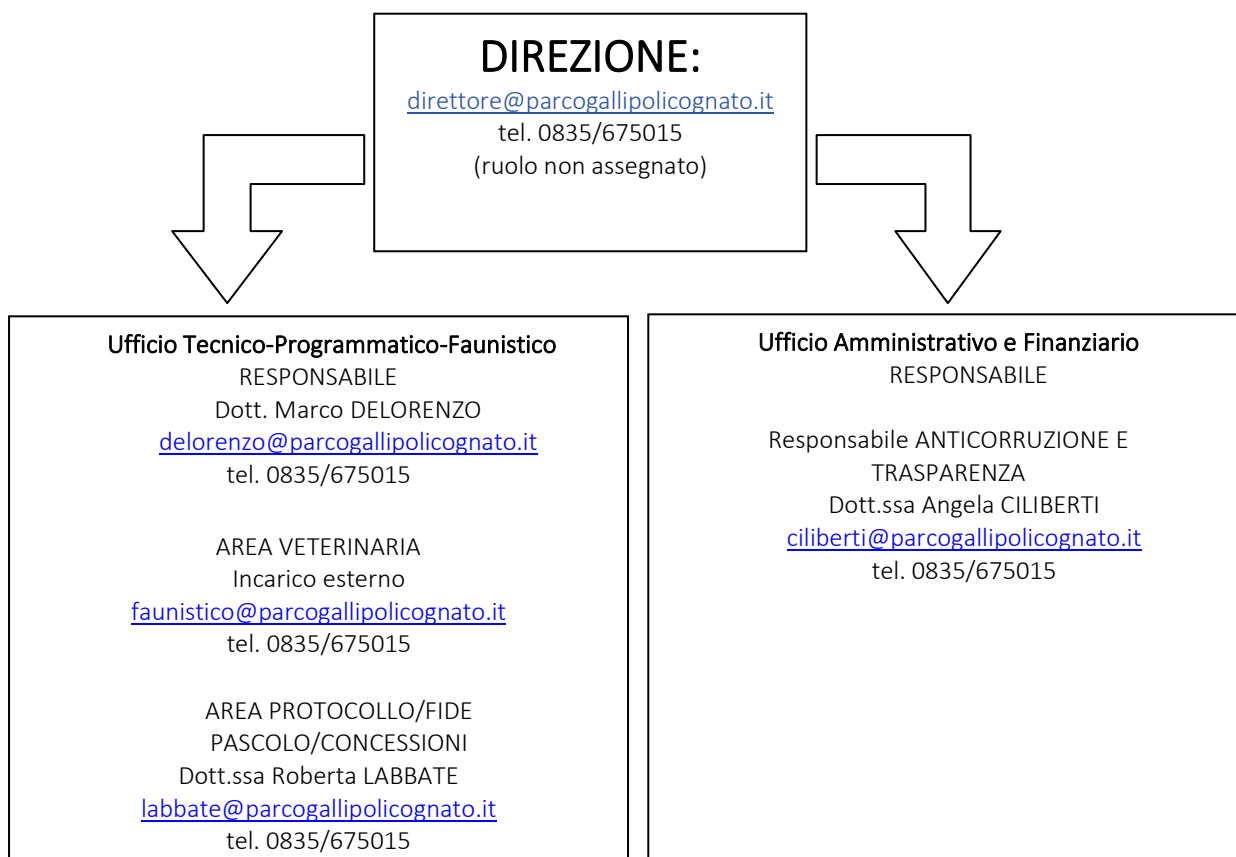 DIREZIONE:
direttore@parcogallipolicognato.it
tel. 0835/675015
(ruolo non assegnato)
Ufficio Tecnico-Programmatico-Faunistico
RESPONSABILE
Dott. Marco DELORENZO
delorenzo@parcogallipolicognato.it
tel. 0835/675015
AREA VETERINARIA
Incarico esterno
faunistico@parcogallipolicognato.it
tel. 0835/675015
AREA PROTOCOLLO/FIDE
PASCOLO/CONCESSIONI
Dott.ssa Roberta LABBATE
labbate@parcogallipolicognato.it
tel. 0835/675015
Ufficio Amministrativo e Finanziario
RESPONSABILE
Responsabile ANTICORRUZIONE E
TRASPARENZA
Dott.ssa Angela CILIBERTI
ciliberti@parcogallipolicognato.it
tel. 0835/675015